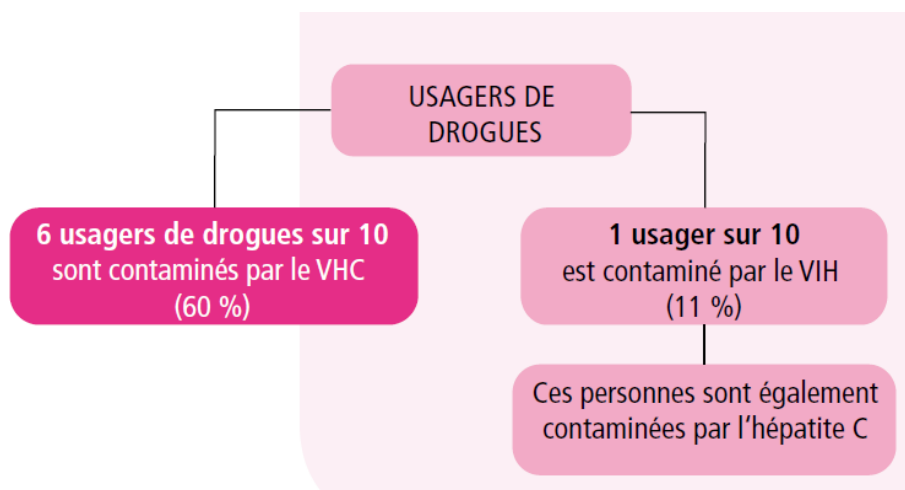 USAGERS DE
DROGUES
6 usagers de drogues sur 10
sont contaminés par le VHC
(60 %)
1 usager sur 10
est contaminé par le VIH
(11 %)
Ces personnes sont également
contaminées par l‘hépatite C